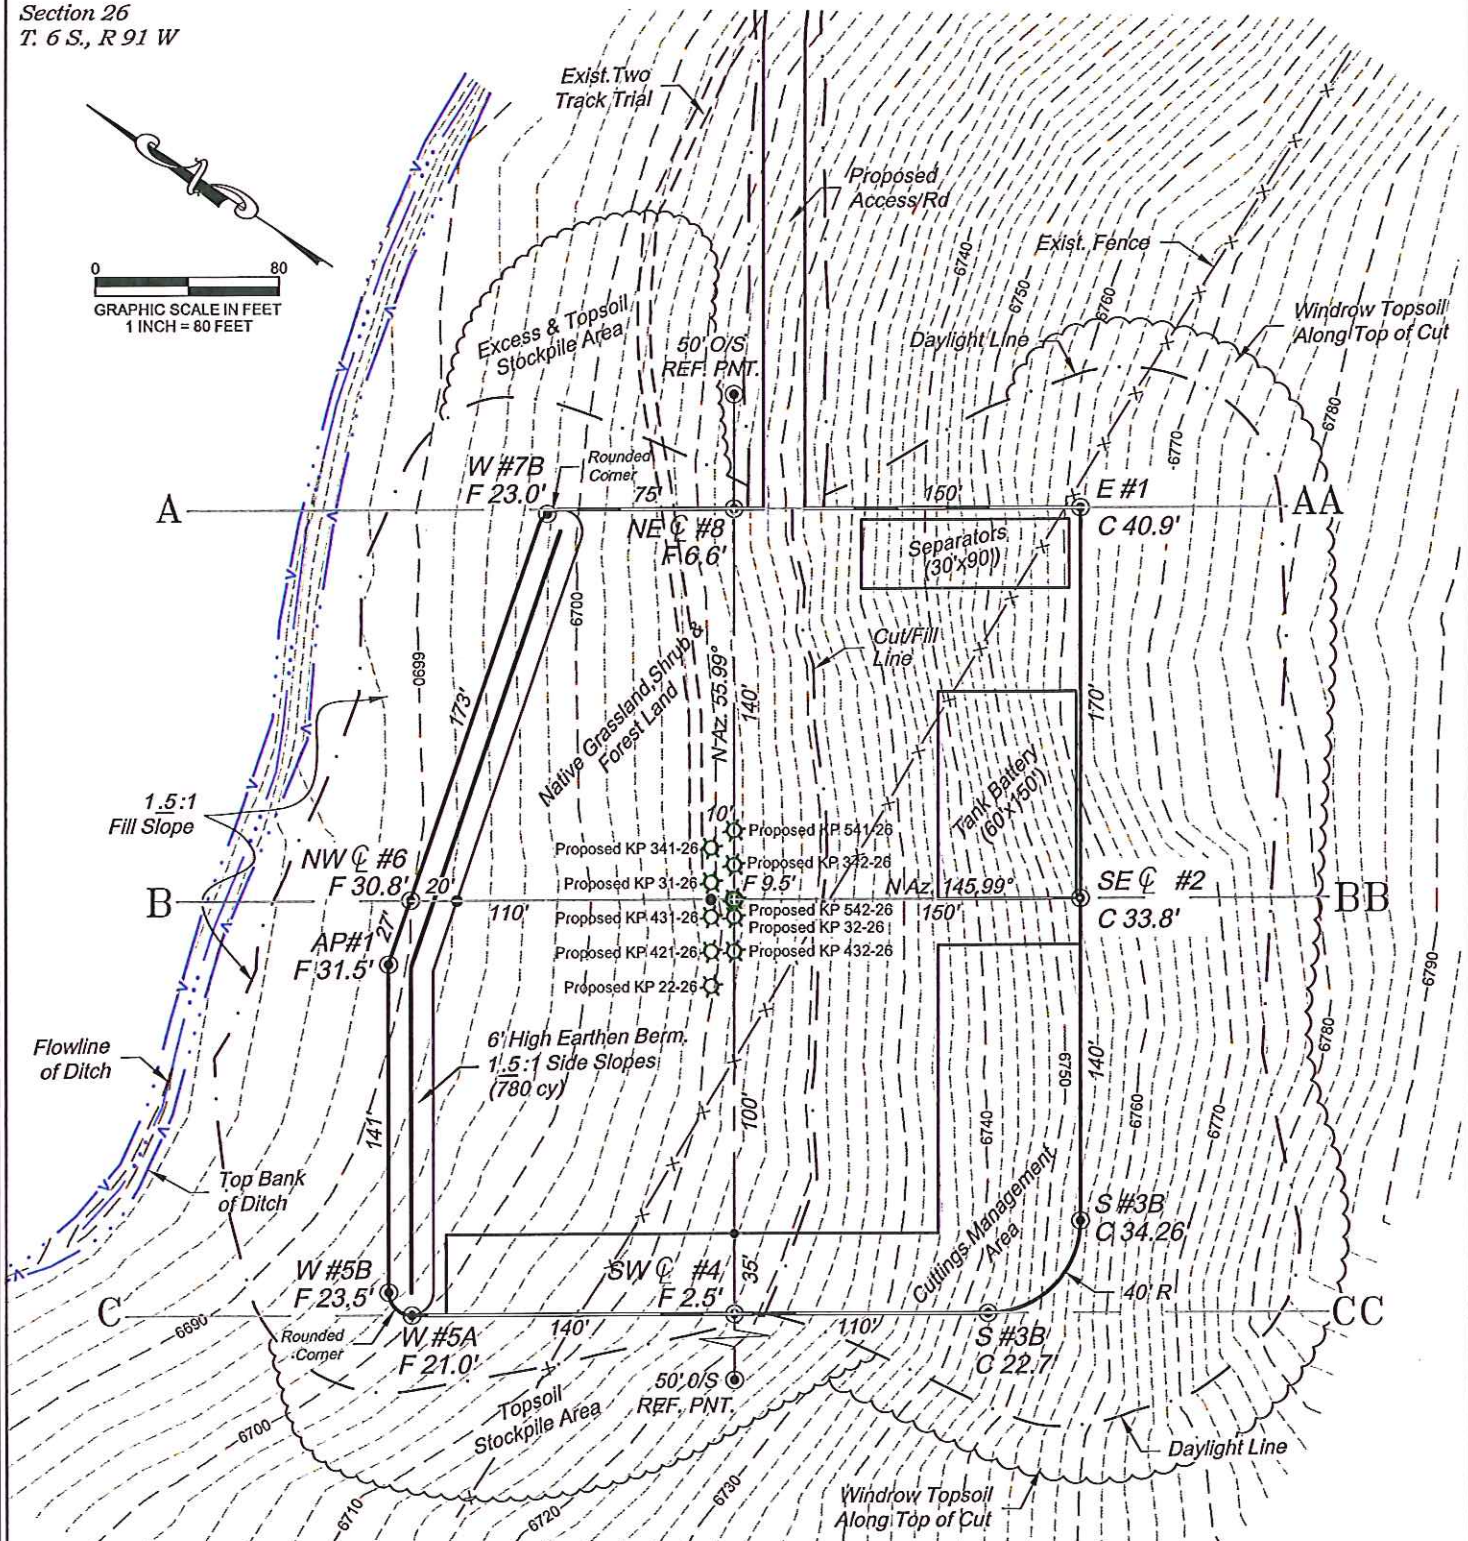 Section 26
T. 6 S., R 91 W
Exist. Two
Track Trial
Proposed
Access/Rd
Exist. Fence
0 80
GRAPHIC SCALE IN FEET
1 INCH = 80 FEET
6740
6750
6760
Windrow Topsoil
Along Top of Cut
Daylight Line
Excess & Topsoil
Stockpile Area
50' O/S
REF. PNT.
6770
6780
W #7B
F 23.0'
Rounded
Corner
75'
150'
E #1
C 40.9'
A
AA
NE C̲L #8
F 6.6'
Separators
(30'x90')
6700
6690
Cut/Fill
Line
Native Grassland, Shrub &
Forest Land
N Az. 55.99°
140'
173'
170'
Tank Battery
(60'x150')
1.5:1
Fill Slope
10'
Proposed KP 541-26
Proposed KP 341-26
Proposed KP 332-26
NW CL #6
F 30.8'
20'
Proposed KP 31-26
F 9.5'
N Az. 145.99°
SE CL #2
C 33.8'
B
BB
110'
Proposed KP 542-26
150'
Proposed KP 431-26
Proposed KP 32-26
27'
AP#1
F 31.5'
Proposed KP 421-26
Proposed KP 432-26
Proposed KP 22-26
6790
6780
Flowline
of Ditch
6' High Earthen Berm.
1.5:1 Side Slopes
(780 cy)
6750
140'
141'
100'
6740
6760
6770
Top Bank
of Ditch
Cuttings Management
Area
S #3B
C 34.26'
W #5B
F 23.5'
SW CL #4
F 2.5'
35'
40' R
C
CC
6690
Rounded
Corner
W #5A
F 21.0'
140'
110'
S #3B
C 22.7'
50' O/S
REF. PNT.
Topsoil
Stockpile Area
6700
Daylight Line
6710
6720
6730
Windrow Topsoil
Along Top of Cut